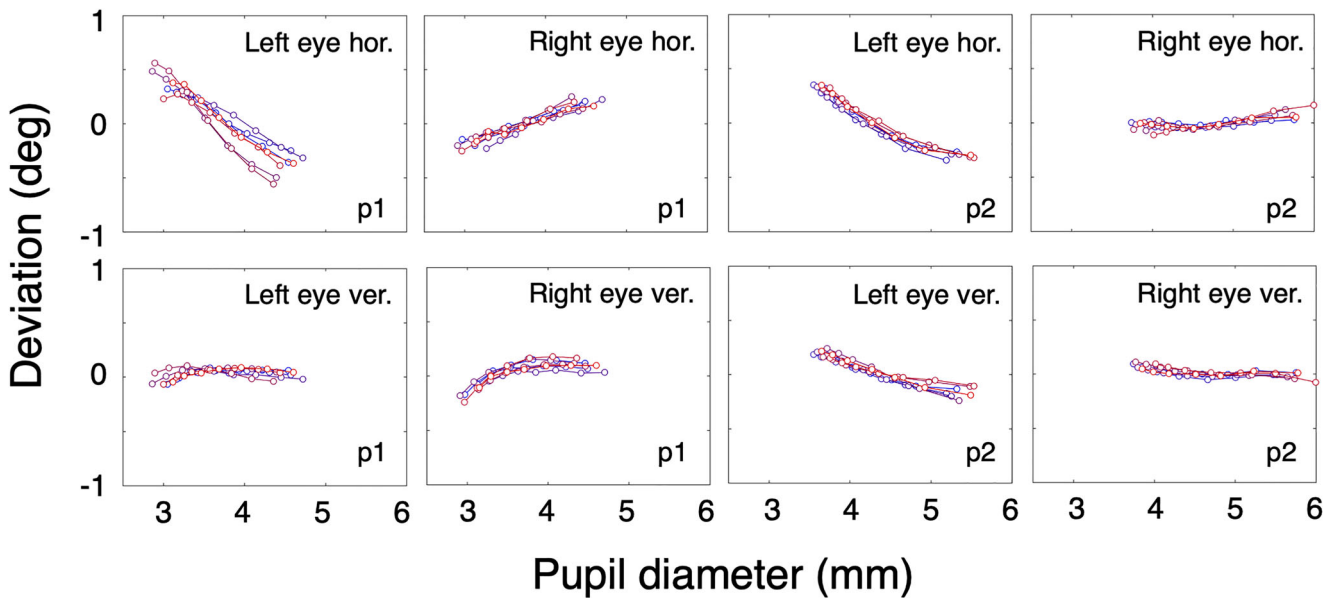 Deviation (deg)
1
0
-1
Left eye hor.
p1
Right eye hor.
p1
Left eye hor.
p2
Right eye hor.
p2
1
0
-1
Left eye ver.
p1
Right eye ver.
p1
Left eye ver.
p2
Right eye ver.
p2
3 4 5 6
3 4 5 6
3 4 5 6
3 4 5 6
Pupil diameter (mm)